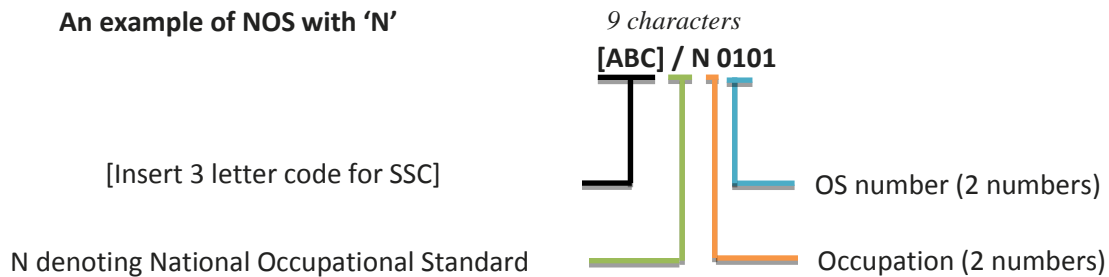 An example of NOS with ‘N’
9 characters
[ABC] / N 0101
[Insert 3 letter code for SSC]
OS number (2 numbers)
N denoting National Occupational Standard
Occupation (2 numbers)